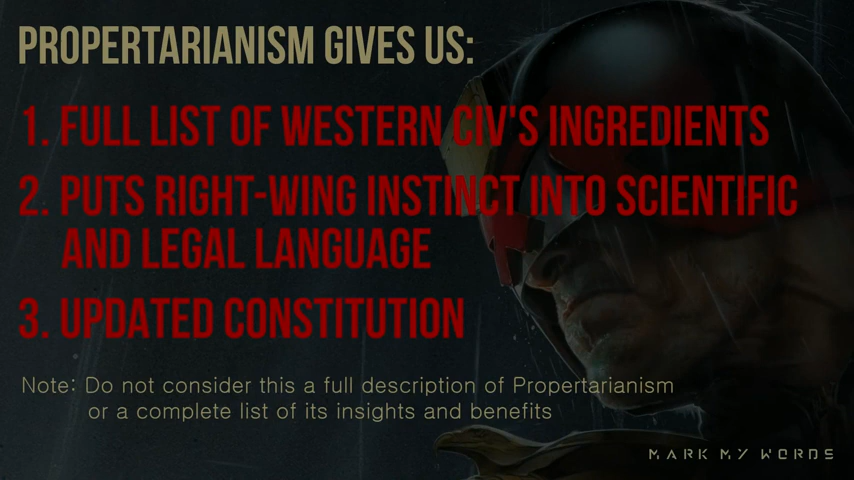 PROPERTARIANISM GIVES US:
1. FULL LIST OF WESTERN CIV'S INGREDIENTS
2. PUTS RIGHT-WING INSTINCT INTO SCIENTIFIC
AND LEGAL LANGUAGE
3. UPDATED CONSTITUTION
Note: Do not consider this a full description of Propertarianism
or a complete list of its insights and benefits
MARK MY WORDS